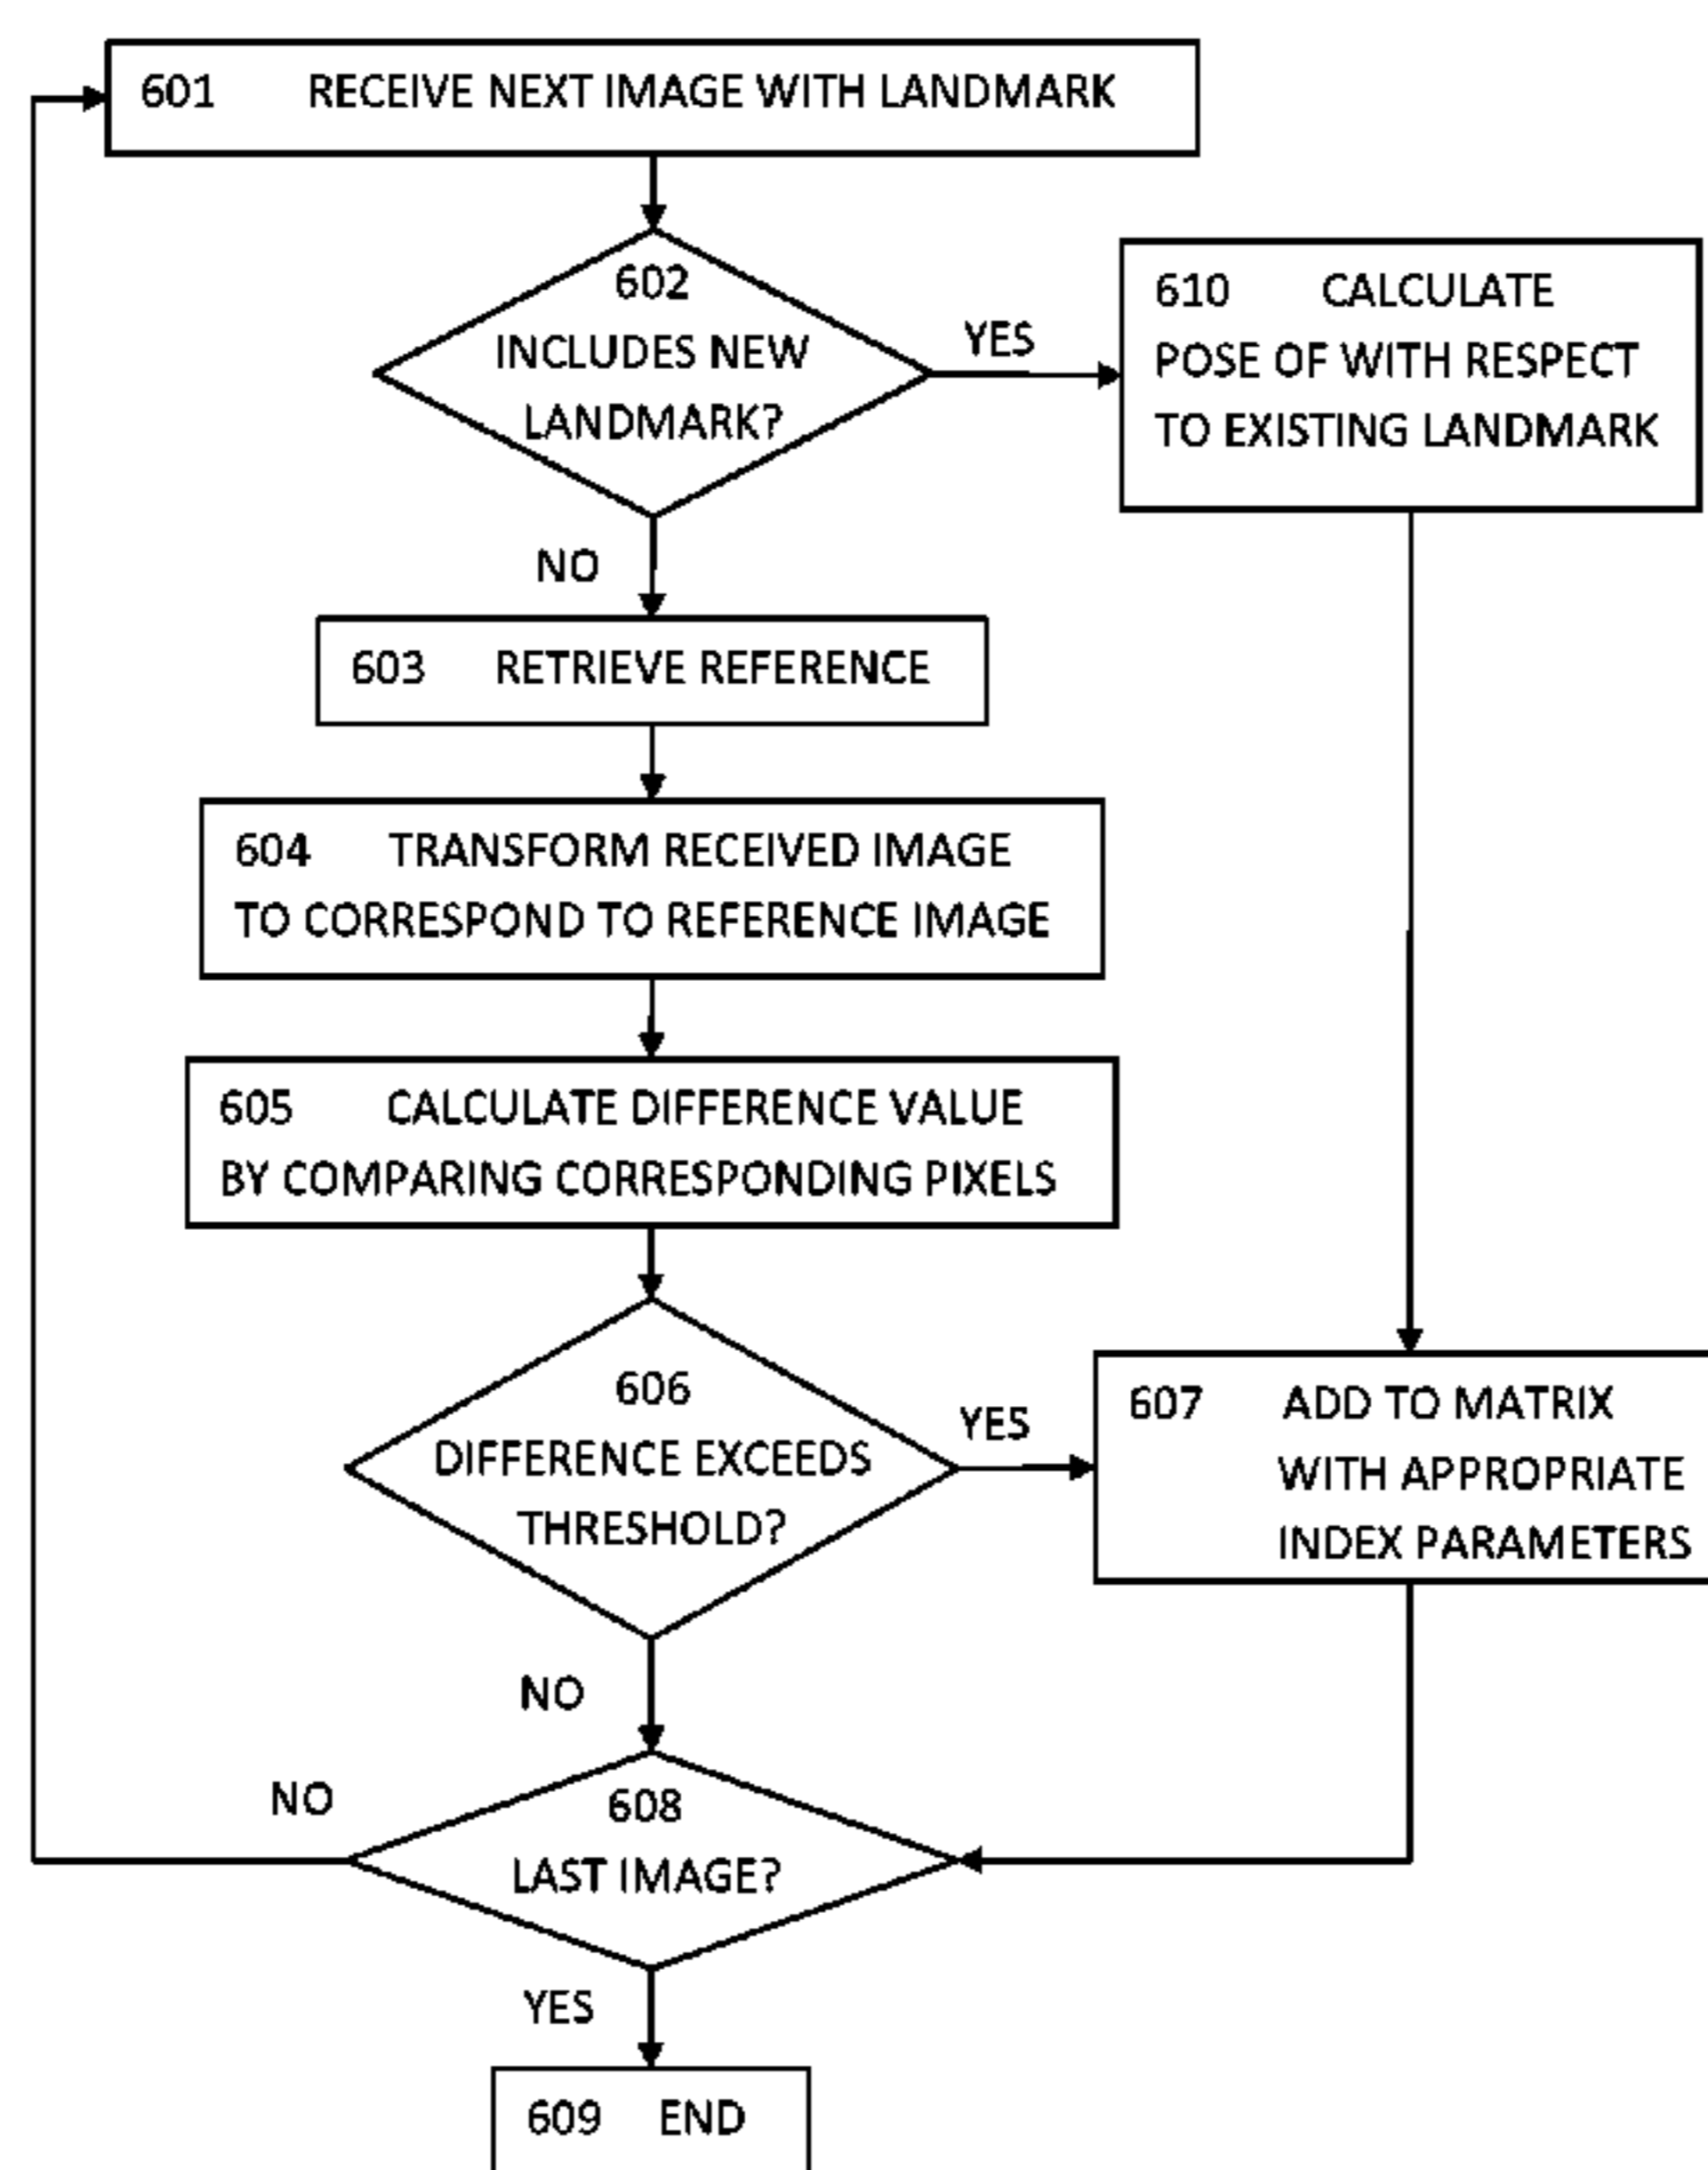 601 RECEIVE NEXT IMAGE WITH LANDMARK
602
INCLUDES NEW
LANDMARK?
YES
610 CALCULATE
POSE OF WITH RESPECT
TO EXISTING LANDMARK
NO
603 RETRIEVE REFERENCE
604 TRANSFORM RECEIVED IMAGE
TO CORRESPOND TO REFERENCE IMAGE
605 CALCULATE DIFFERENCE VALUE
BY COMPARING CORRESPONDING PIXELS
606
DIFFERENCE EXCEEDS
THRESHOLD?
YES
607 ADD TO MATRIX
WITH APPROPRIATE
INDEX PARAMETERS
NO
NO
608
LAST IMAGE?
YES
609 END